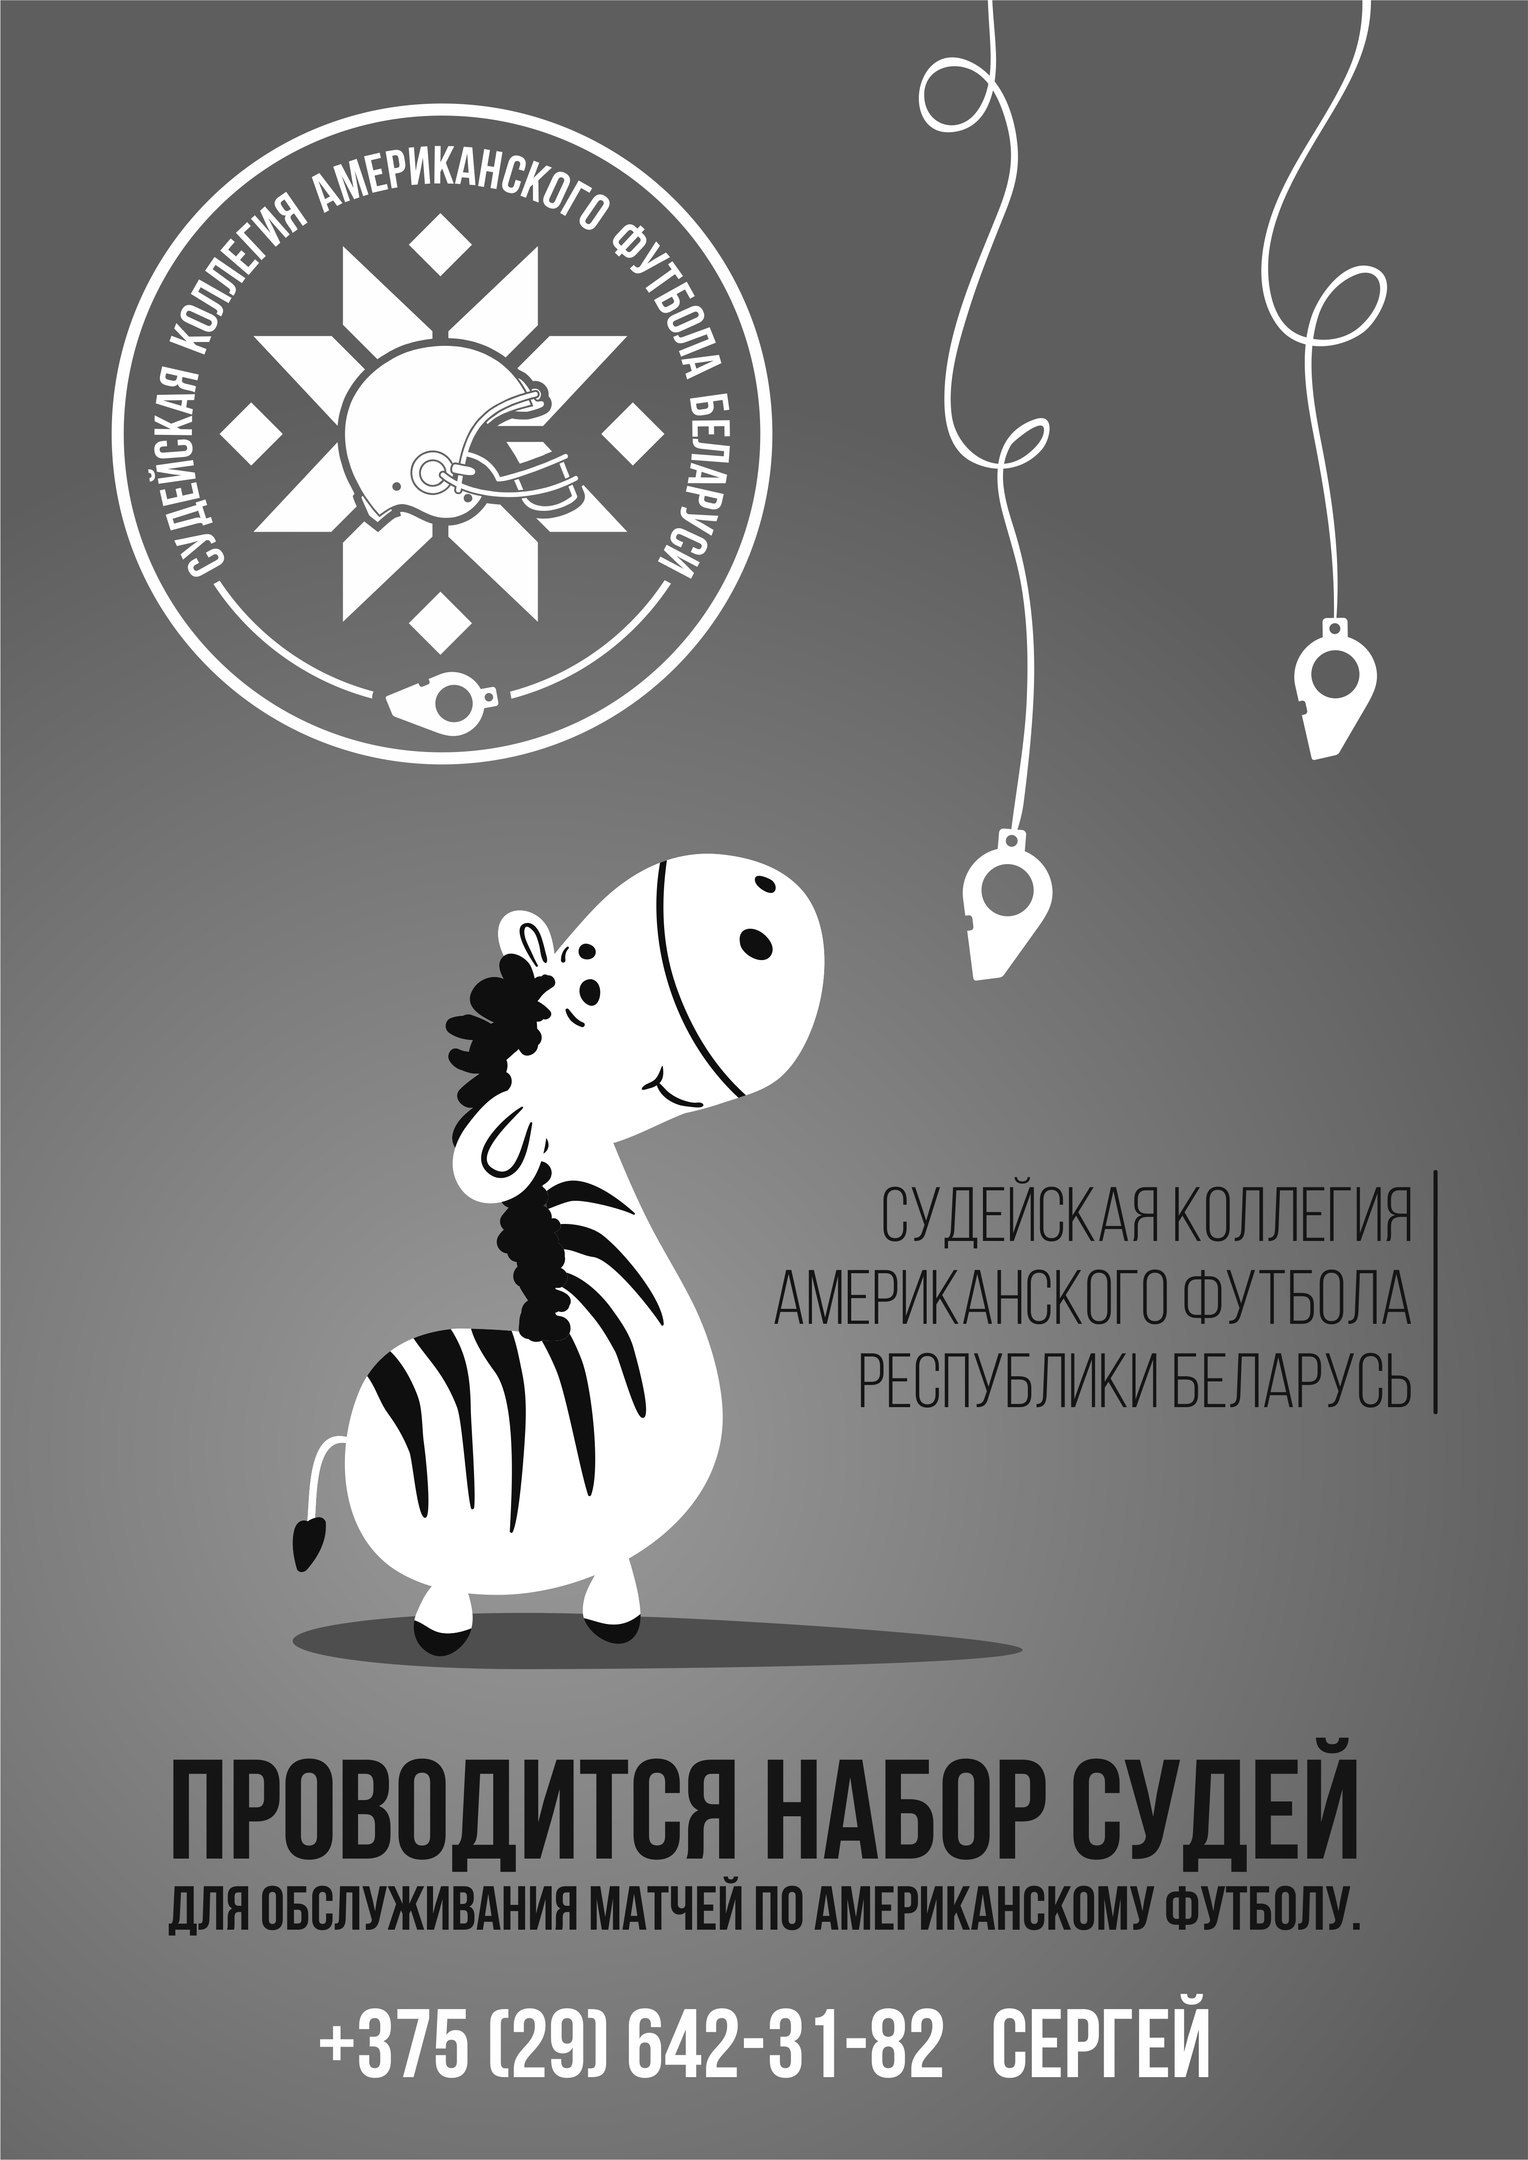 СУДЕЙСКАЯ КОЛЛЕГИЯ АМЕРИКАНСКОГО ФУТБОЛА БЕЛАРУСИ
СУДЕЙСКАЯ КОЛЛЕГИЯ
АМЕРИКАНСКОГО ФУТБОЛА
РЕСПУБЛИКИ БЕЛАРУСЬ
ПРОВОДИТСЯ НАБОР СУДЕЙ
ДЛЯ ОБСЛУЖИВАНИЯ МАТЧЕЙ ПО АМЕРИКАНСКОМУ ФУТБОЛУ.
+375 (29) 642-31-82 СЕРГЕЙ